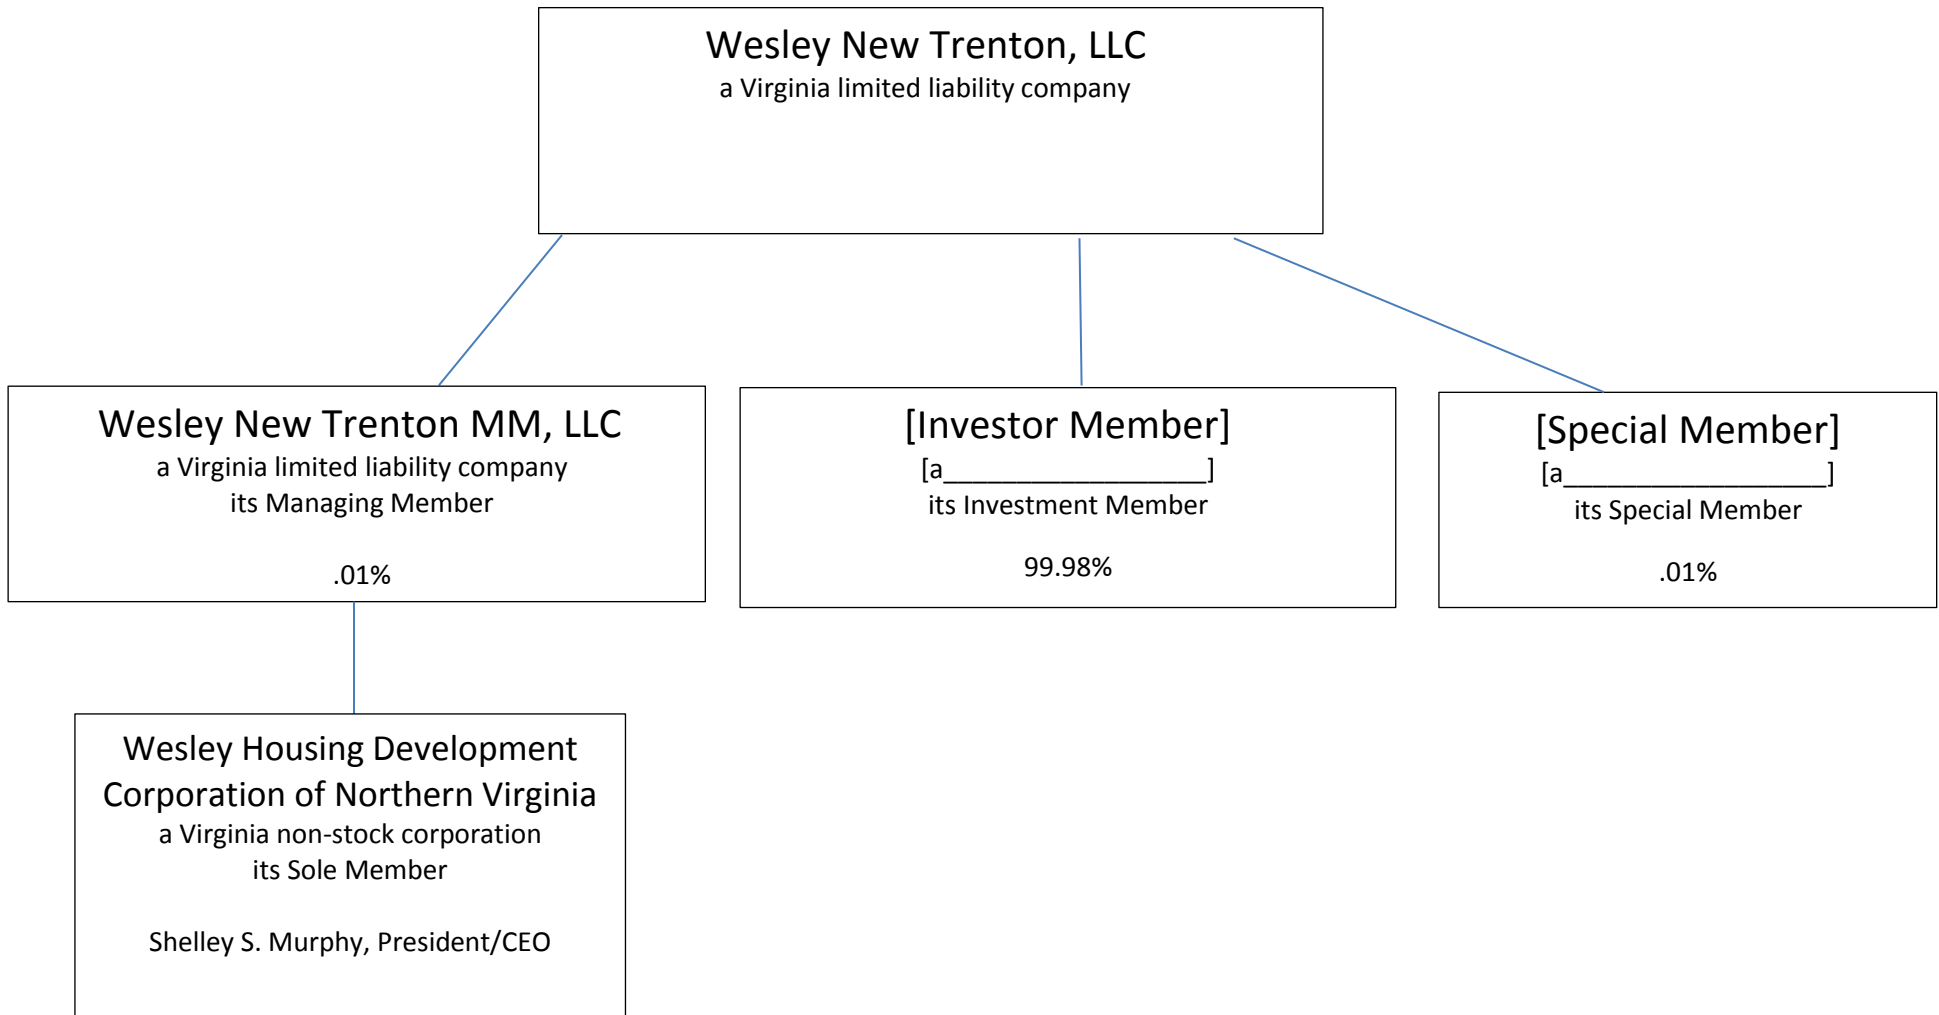 Wesley New Trenton, LLC
a Virginia limited liability company
Wesley New Trenton MM, LLC
a Virginia limited liability company
its Managing Member
.01%
[Investor Member]
[a__________________]
its Investment Member
99.98%
[Special Member]
[a__________________]
its Special Member
.01%
Wesley Housing Development
Corporation of Northern Virginia
a Virginia non-stock corporation
its Sole Member
Shelley S. Murphy, President/CEO